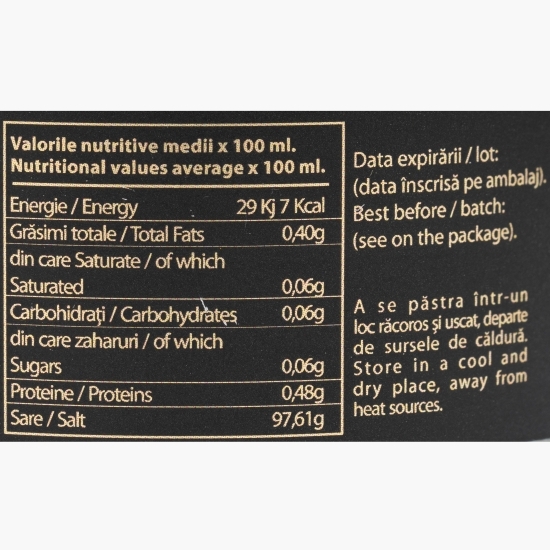 Valorile nutritive medii x 100 ml.
Nutritional values average x 100 ml.
Energie / Energy 29 Kj 7 Kcal
Grăsimi totale / Total Fats 0,40g
din care Saturate / of which
Saturated 0,06g
Carbohidrați / Carbohydrates 0,06g
din care zaharuri / of which
Sugars 0,06g
Proteine / Proteins 0,48g
Sare / Salt 97,61g
Data expirării / lot:
(data înscrisă pe ambalaj).
Best before / batch:
(see on the package).
A se păstra într-un
loc răcoros și uscat, departe
de sursele de căldură.
Store in a cool and
dry place, away from
heat sources.